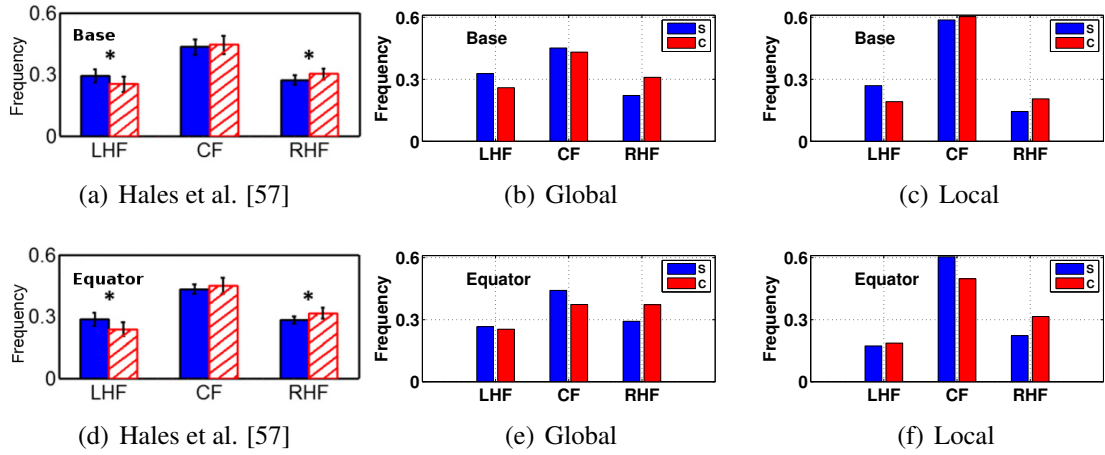 0.6
Base
* *
Frequency
0.3
0
LHF CF RHF
(a) Hales et al. [57]
0.6
Base
S
C
Frequency
0.3
0
LHF CF RHF
(b) Global
0.6
Base
S
C
Frequency
0.3
0
LHF CF RHF
(c) Local
0.6
Equator
* *
Frequency
0.3
0
LHF CF RHF
(d) Hales et al. [57]
0.6
Equator
S
C
Frequency
0.3
0
LHF CF RHF
(e) Global
0.6
Equator
S
C
Frequency
0.3
0
LHF CF RHF
(f) Local